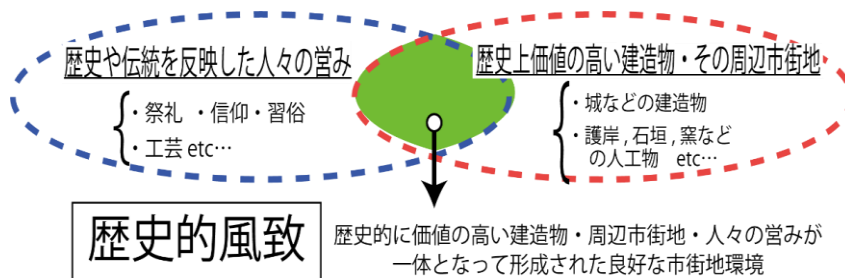 歴史や伝統を反映した人々の営み
・祭礼 ・信仰・習俗
・工芸 etc…
歴史上価値の高い建造物・その周辺市街地
・城などの建造物
・護岸,石垣,窯など
の人工物 etc…
歴史的風致
歴史的に価値の高い建造物・周辺市街地・人々の営みが
一体となって形成された良好な市街地環境